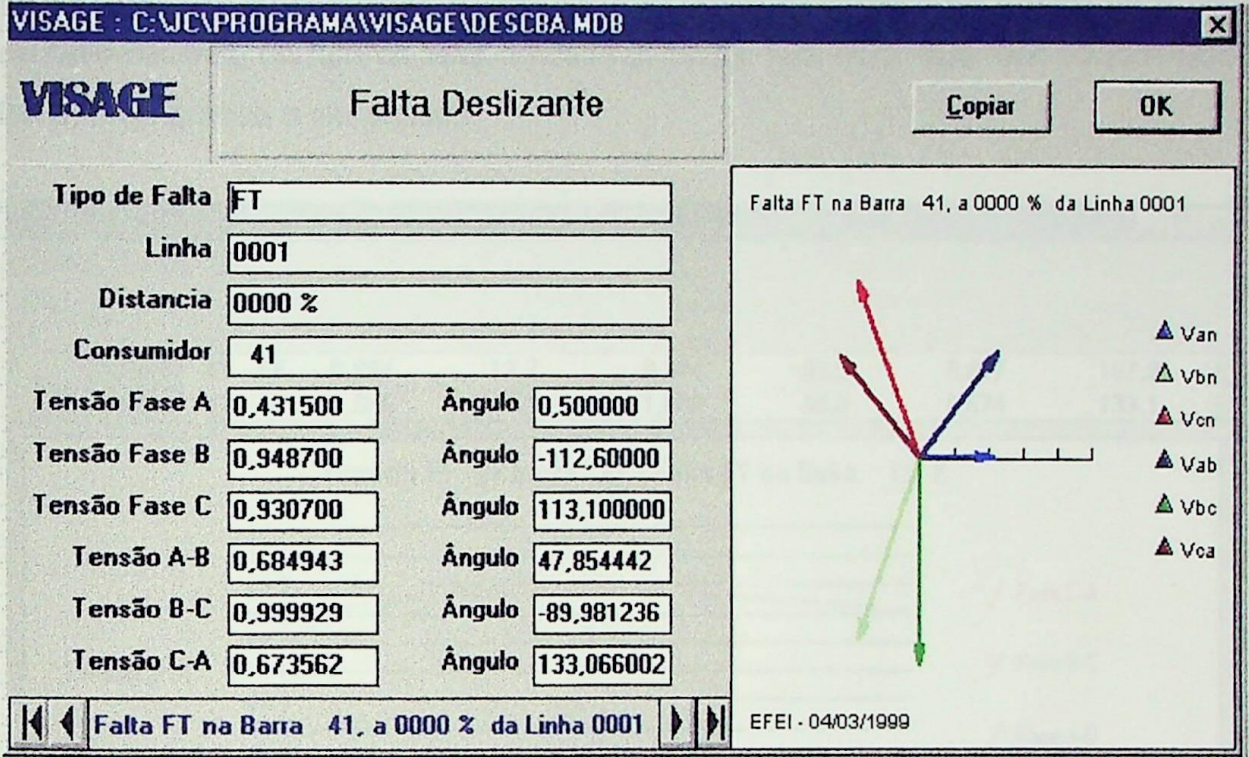 VISAGE : C:\JC\PROGRAMA\VISAGE\DESCBA.MDB
VISAGE
Falta Deslizante
Copiar
OK
Tipo de Falta FT
Linha 0001
Distancia 0000 %
Consumidor 41
Tensão Fase A 0,431500 Ângulo 0,500000
Tensão Fase B 0,948700 Ângulo -112,60000
Tensão Fase C 0,930700 Ângulo 113,100000
Tensão A-B 0,684943 Ângulo 47,854442
Tensão B-C 0,999929 Ângulo -89,981236
Tensão C-A 0,673562 Ângulo 133,066002
Falta FT na Barra 41, a 0000 % da Linha 0001
Falta FT na Barra 41, a 0000 % da Linha 0001
Van
Vbn
Vcn
Vab
Vbc
Vca
EFEI - 04/03/1999